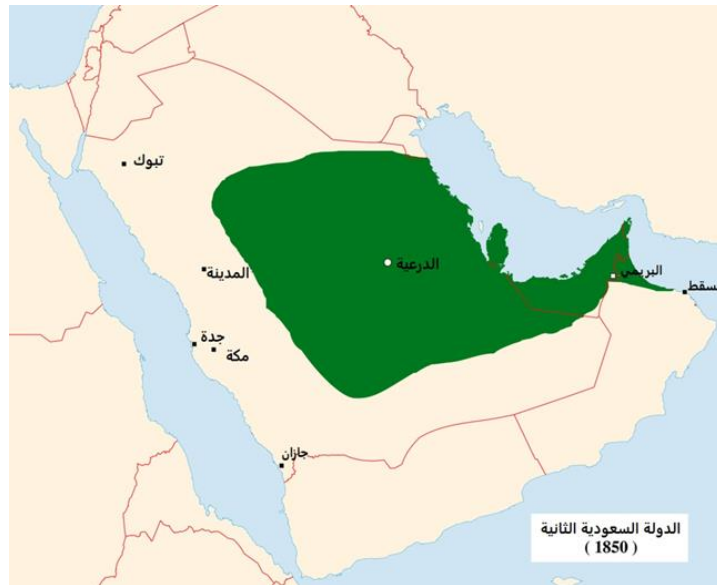 تبوك
الدرعية
المدينة
البريمي
مسقط
جدة
مكة
جازان
الدولة السعودية الثانية
( 1850 )